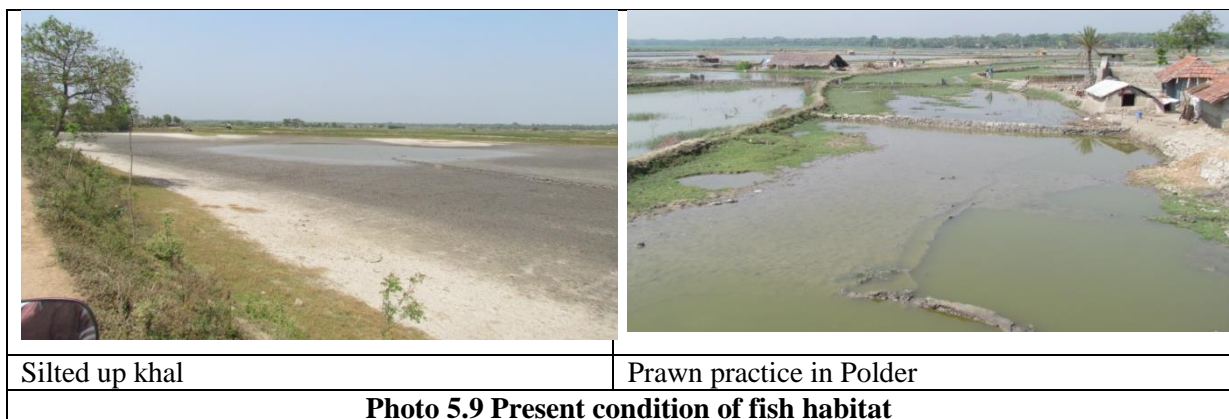 Silted up khal
Prawn practice in Polder
Photo 5.9 Present condition of fish habitat